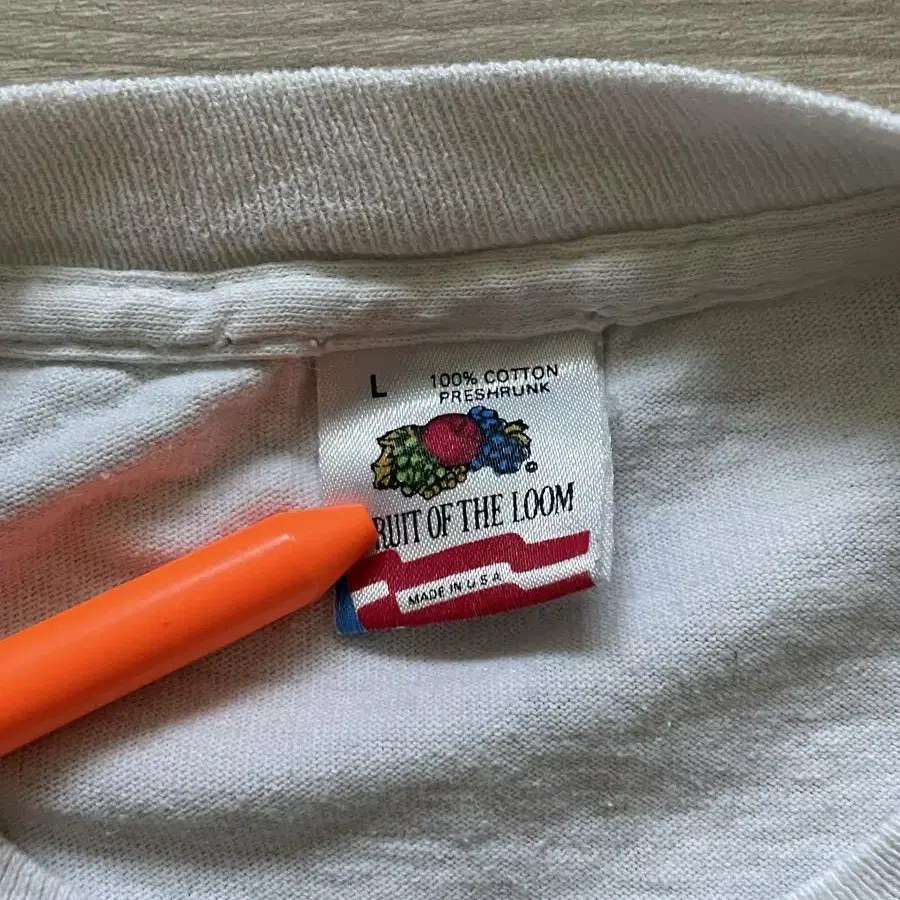 L
100% COTTON
PRESHRUNK
®
RUIT OF THE LOOM
MADE IN U.S.A.